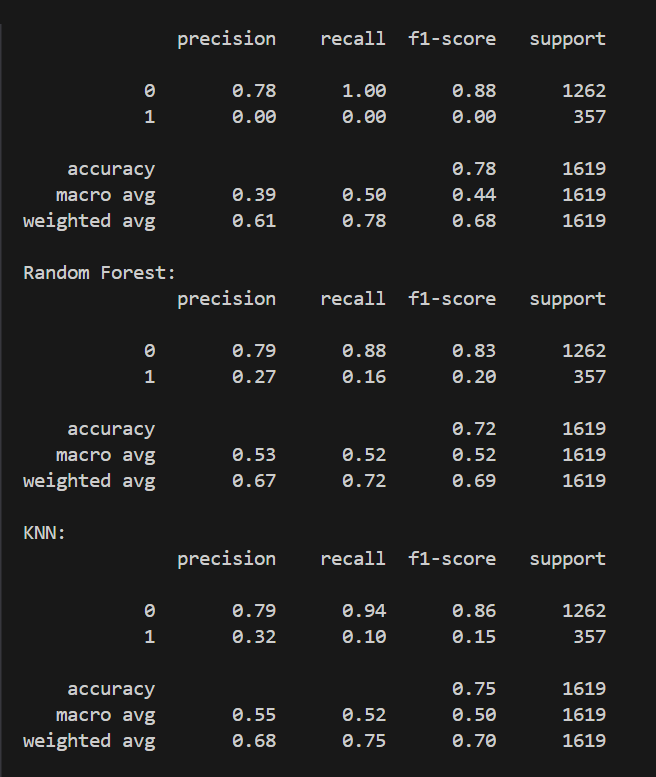 precision recall f1-score support
0 0.78 1.00 0.88 1262
1 0.00 0.00 0.00 357
accuracy 0.78 1619
macro avg 0.39 0.50 0.44 1619
weighted avg 0.61 0.78 0.68 1619
Random Forest:
precision recall f1-score support
0 0.79 0.88 0.83 1262
1 0.27 0.16 0.20 357
accuracy 0.72 1619
macro avg 0.53 0.52 0.52 1619
weighted avg 0.67 0.72 0.69 1619
KNN:
precision recall f1-score support
0 0.79 0.94 0.86 1262
1 0.32 0.10 0.15 357
accuracy 0.75 1619
macro avg 0.55 0.52 0.50 1619
weighted avg 0.68 0.75 0.70 1619